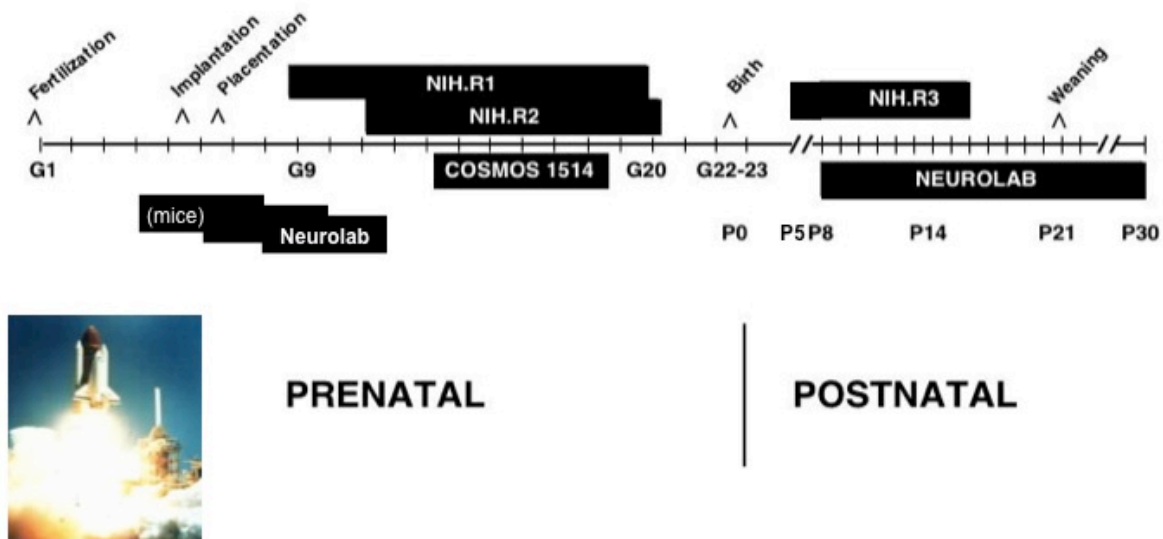 Fertilization
Implantation
Placentation
Birth
Weaning
NIH.R1
NIH.R2
NIH.R3
G1
G9
COSMOS 1514
G20
G22-23
NEUROLAB
(mice)
Neurolab
P0
P5
P8
P14
P21
P30
PRENATAL
POSTNATAL